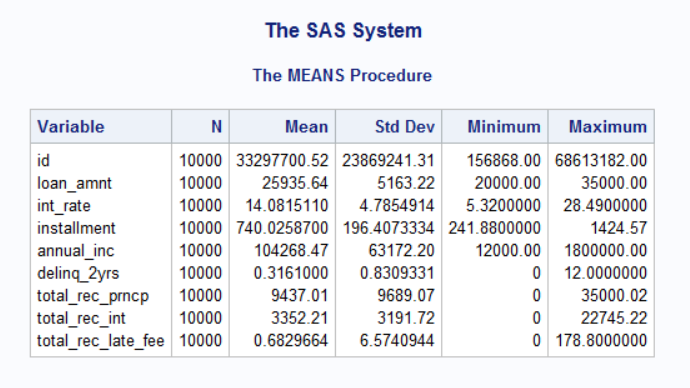 The SAS System
The MEANS Procedure
Variable N Mean Std Dev Minimum Maximum
id 10000 33297700.52 23869241.31 156868.00 68613182.00
loan_amnt 10000 25935.64 5163.22 20000.00 35000.00
int_rate 10000 14.0815110 4.7854914 5.3200000 28.4900000
installment 10000 740.0258700 196.4073334 241.8800000 1424.57
annual_inc 10000 104268.47 63172.20 12000.00 1800000.00
delinq_2yrs 10000 0.3161000 0.8309331 0 12.0000000
total_rec_prncp 10000 9437.01 9689.07 0 35000.02
total_rec_int 10000 3352.21 3191.72 0 22745.22
total_rec_late_fee 10000 0.6829664 6.5740944 0 178.8000000